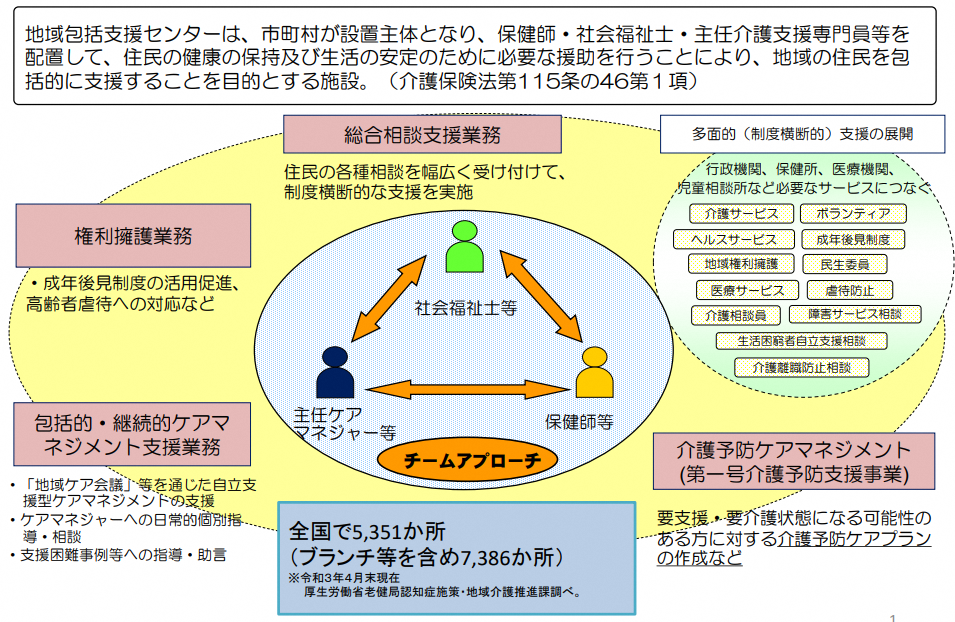 地域包括支援センターは、市町村が設置主体となり、保健師・社会福祉士・主任介護支援専門員等を
配置して、住民の健康の保持及び生活の安定のために必要な援助を行うことにより、地域の住民を包
括的に支援することを目的とする施設。（介護保険法第115条の46第１項）
総合相談支援業務
住民の各種相談を幅広く受け付けて、
制度横断的な支援を実施
多面的（制度横断的）支援の展開
行政機関、保健所、医療機関、
児童相談所など必要なサービスにつなぐ
介護サービス
ボランティア
ヘルスサービス
成年後見制度
地域権利擁護
民生委員
医療サービス
虐待防止
介護相談員
障害サービス相談
生活困窮者自立支援相談
介護離職防止相談
権利擁護業務
・成年後見制度の活用促進、
高齢者虐待への対応など
社会福祉士等
主任ケア
マネジャー等
保健師等
チームアプローチ
包括的・継続的ケアマ
ネジメント支援業務
・「地域ケア会議」等を通じた自立支
援型ケアマネジメントの支援
・ケアマネジャーへの日常的個別指
導・相談
・支援困難事例等への指導・助言
介護予防ケアマネジメント
(第一号介護予防支援事業)
要支援・要介護状態になる可能性の
ある方に対する介護予防ケアプラン
の作成など
全国で5,351か所
（ブランチ等を含め7,386か所）
※令和３年４月末現在
厚生労働省老健局認知症施策・地域介護推進課調べ。
1